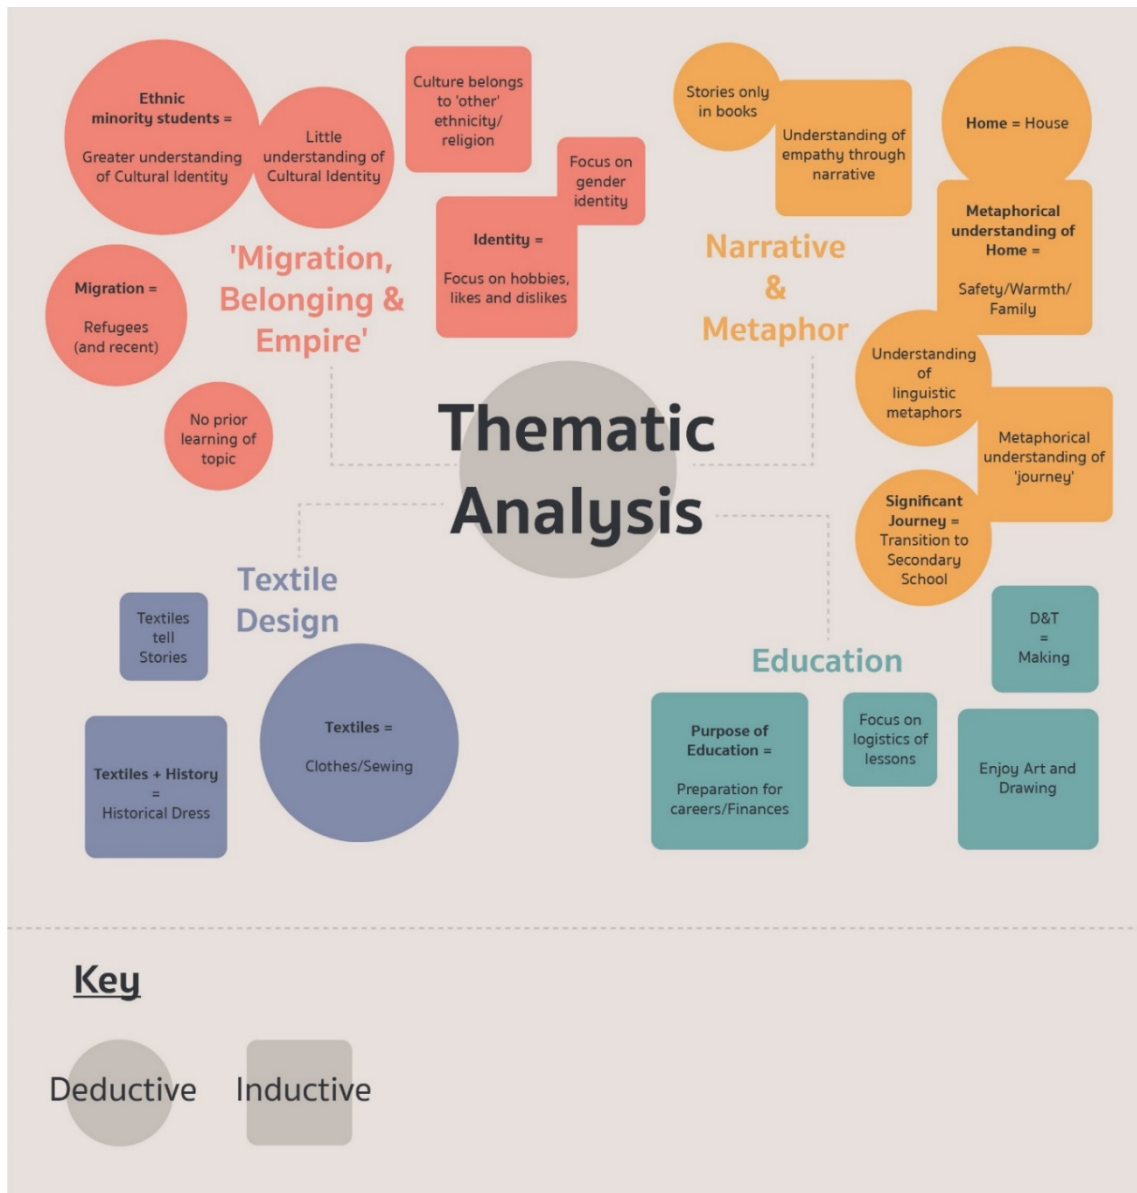 Ethnic
minority students =
Greater understanding
of Cultural Identity
Little
understanding of
Cultural Identity
Culture belongs
to 'other'
ethnicity/
religion
Focus on
gender
identity
Identity =
Focus on hobbies,
likes and dislikes
Migration =
Refugees
(and recent)
'Migration,
Belonging &
Empire'
No prior
learning of
topic
Stories only
in books
Understanding of
empathy through
narrative
Home = House
Metaphorical
understanding of
Home =
Safety/Warmth/
Family
Narrative
&
Metaphor
Understanding
of
linguistic
metaphors
Metaphorical
understanding of
'journey'
Significant
Journey =
Transition to
Secondary
School
Thematic
Analysis
Textile
Design
Textiles
tell
Stories
Textiles =
Clothes/Sewing
Textiles + History
=
Historical Dress
Education
D&T
=
Making
Purpose of
Education =
Preparation for
careers/Finances
Focus on
logistics of
lessons
Enjoy Art and
Drawing
Key
Deductive
Inductive